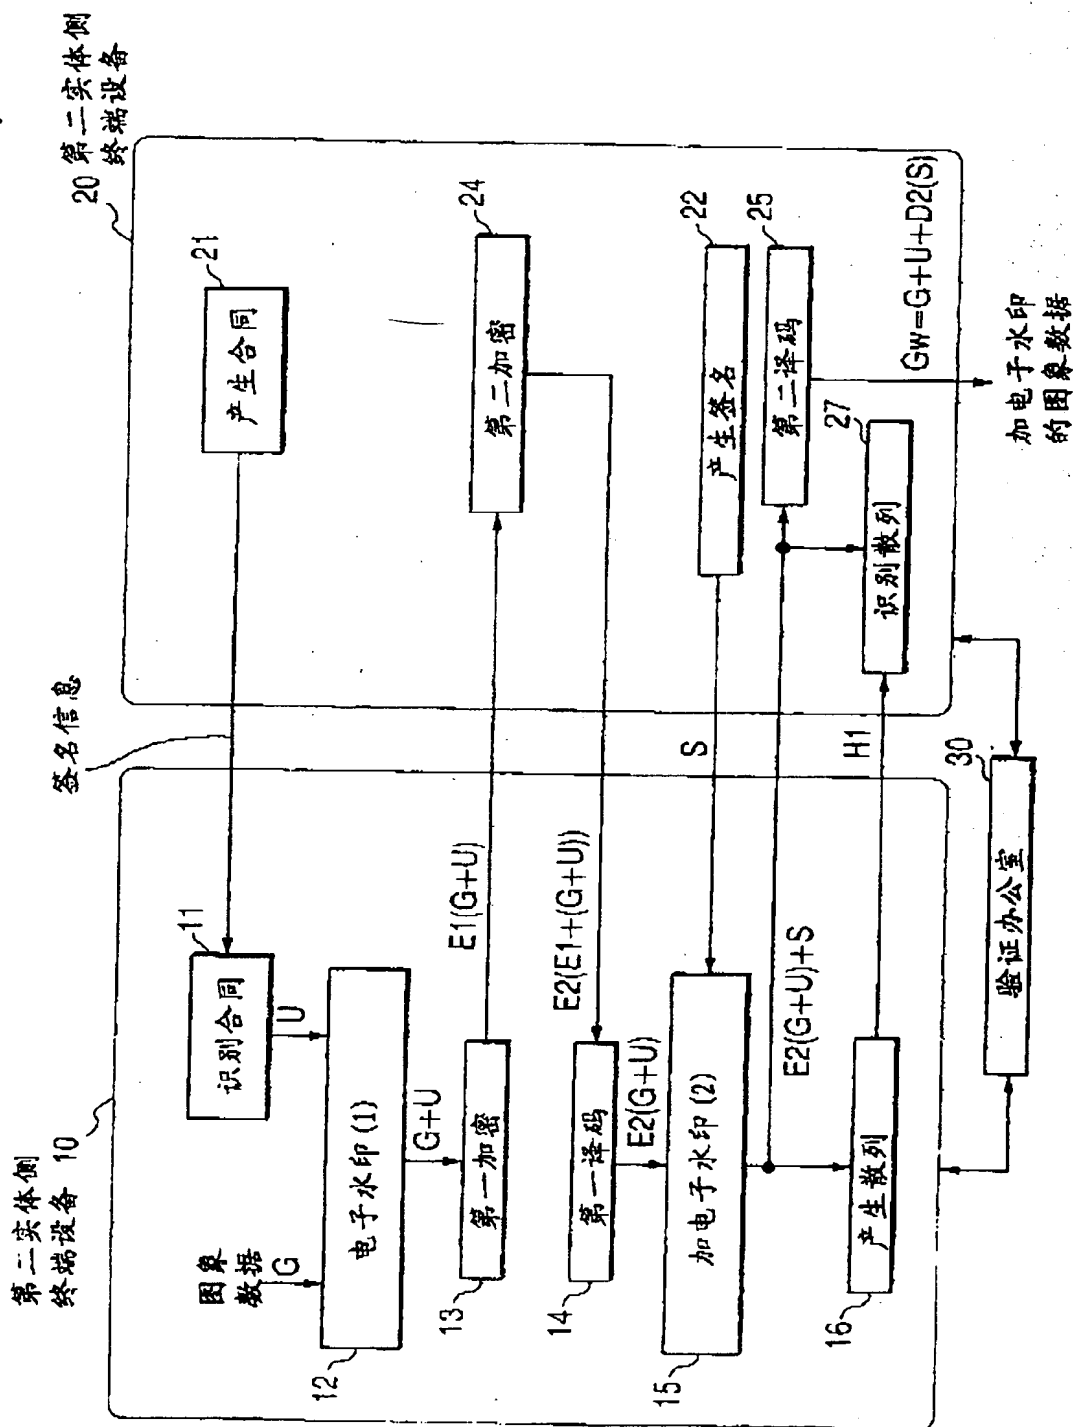 第二实体侧
终端设备 10
签名信息
20 第二实体侧
终端设备
识别合同
11
产生合同
21
图象
数据
G
U
电子水印(1)
12
G+U
第一加密
13
E1(G+U)
第二加密
24
第一译码
14
E2(E1+(G+U))
E2(G+U)
加电子水印(2)
15
S
产生签名
22
E2(G+U)+S
第二译码
25
产生散列
16
H1
识别散列
27
Gw=G+U+D2(S)
验证办公室
30
加电子水印
的图象数据